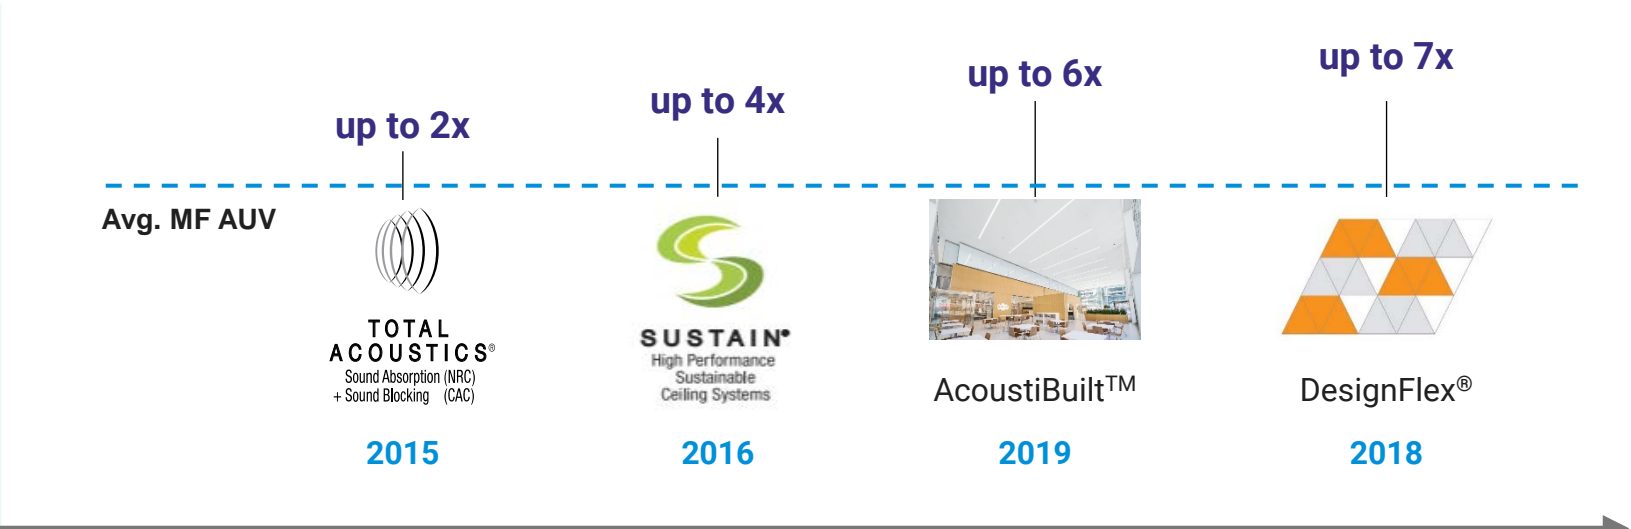 up to 2x
up to 4x
up to 6x
up to 7x
Avg. MF AUV
TOTAL
ACOUSTICS®
Sound Absorption (NRC)
+ Sound Blocking (CAC)
SUSTAIN®
High Performance
Sustainable
Ceiling Systems
AcoustiBuilt™
DesignFlex®
2015
2016
2019
2018